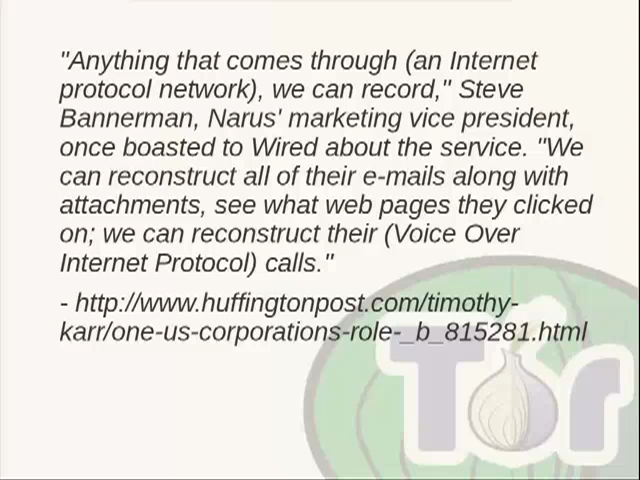 "Anything that comes through (an Internet
protocol network), we can record," Steve
Bannerman, Narus' marketing vice president,
once boasted to Wired about the service. "We
can reconstruct all of their e-mails along with
attachments, see what web pages they clicked
on; we can reconstruct their (Voice Over
Internet Protocol) calls."
- http://www.huffingtonpost.com/timothy-
karr/one-us-corporations-role-_b_815281.html
Tor